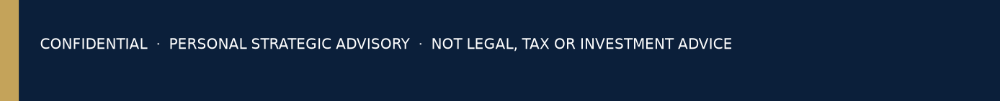 CONFIDENTIAL · PERSONAL STRATEGIC ADVISORY · NOT LEGAL, TAX OR INVESTMENT ADVICE